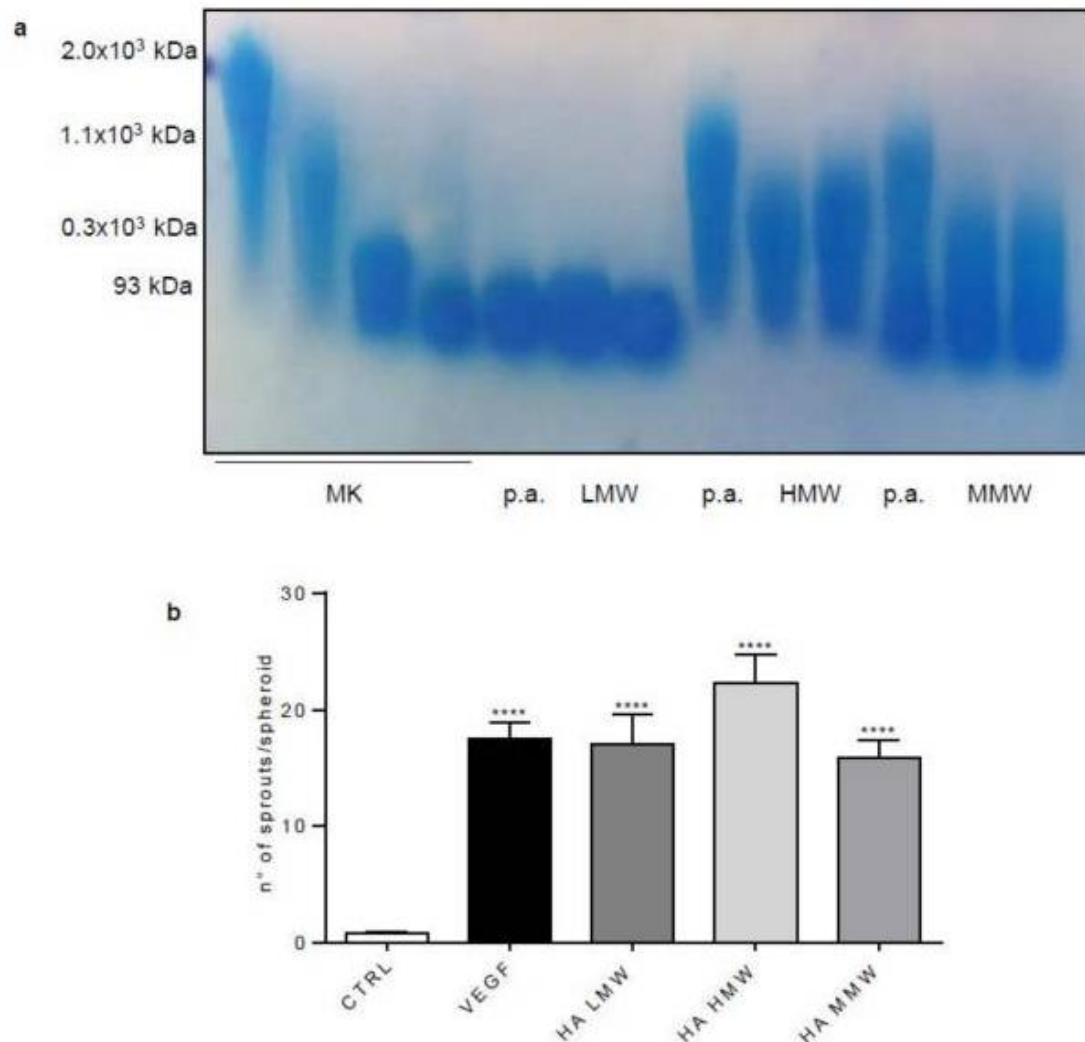 a
2.0x10³ kDa
1.1x10³ kDa
0.3x10³ kDa
93 kDa
MK p.a. LMW p.a. HMW p.a. MMW
b
30
20
10
0
n° of sprouts/spheroid
**** **** **** ****
CTRL VEGF HA LMW HA HMW HA MMW